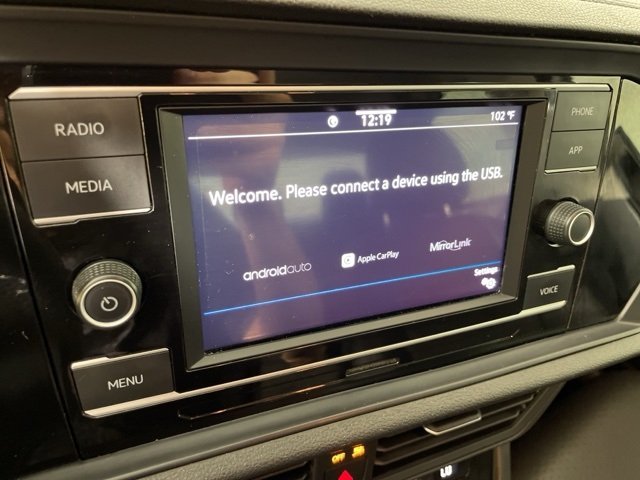 RADIO
MEDIA
MENU
12:19
102 °F
Welcome. Please connect a device using the USB.
androidauto
Apple CarPlay
MirrorLink
Settings
PHONE
APP
VOICE
OFF